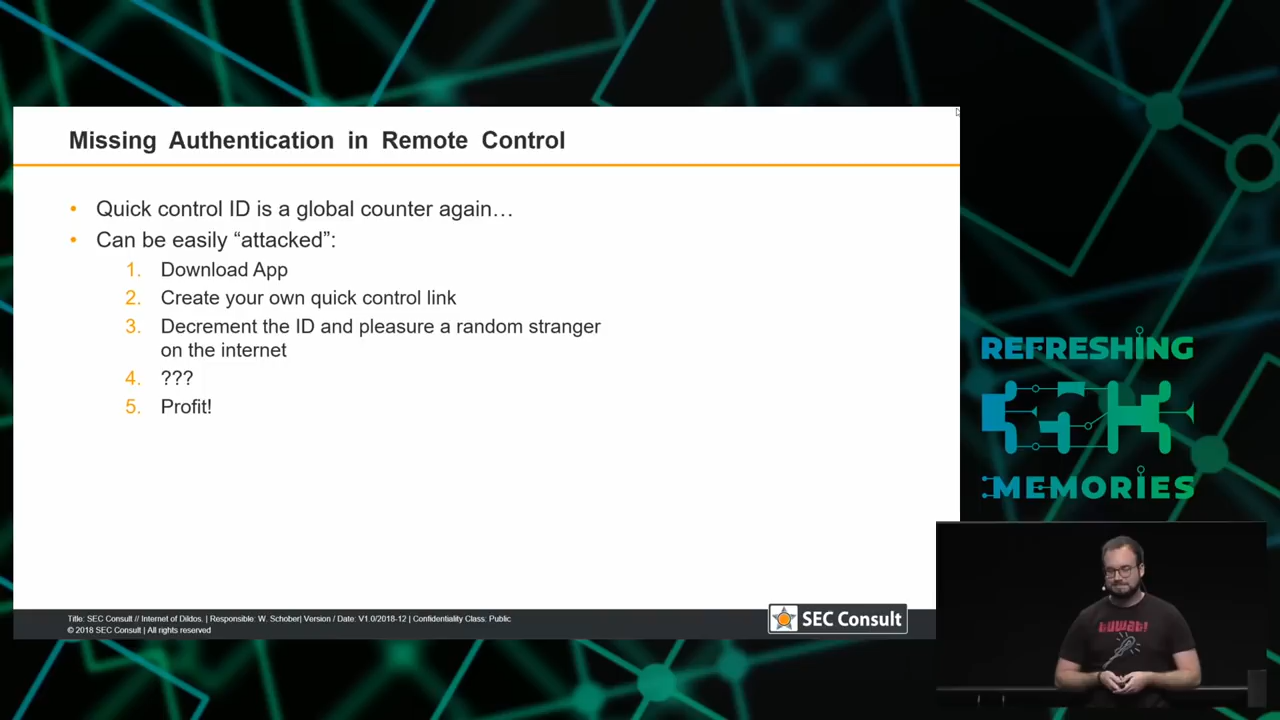 Missing Authentication in Remote Control
• Quick control ID is a global counter again…
• Can be easily “attacked”:
1. Download App
2. Create your own quick control link
3. Decrement the ID and pleasure a random stranger
on the internet
4. ???
5. Profit!
REFRESHING
35C3
MEMORIES
tuwat!
Title: SEC Consult // Internet of Dildos. | Responsible: W. Schober| Version / Date: V1.0/2018-12 | Confidentiality Class: Public
© 2018 SEC Consult | All rights reserved
SEC Consult